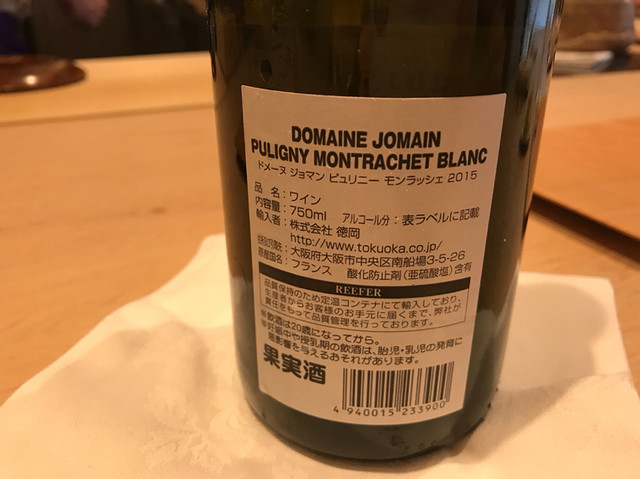 DOMAINE JOMAIN
PULIGNY MONTRACHET BLANC
ドメーヌ ジョマン ピュリニー モンラッシェ 2015
品 名：ワイン
内容量：750ml アルコール分：表ラベルに記載
輸入者：株式会社 徳岡
http://www.tokuoka.co.jp/
大阪府大阪市中央区南船場3-5-26
原産国名：フランス 酸化防止剤(亜硫酸塩)含有
REEFER
品質保持のため定温コンテナにて輸入しており、
生産者からお客様のお手元に届くまで、弊社が
責任をもって品質管理を行っております。
※飲酒は20歳になってから。
※妊娠中や授乳期の飲酒は、胎児・乳児の発育に
悪影響を与えるおそれがあります。
果実酒
4 940015 233900